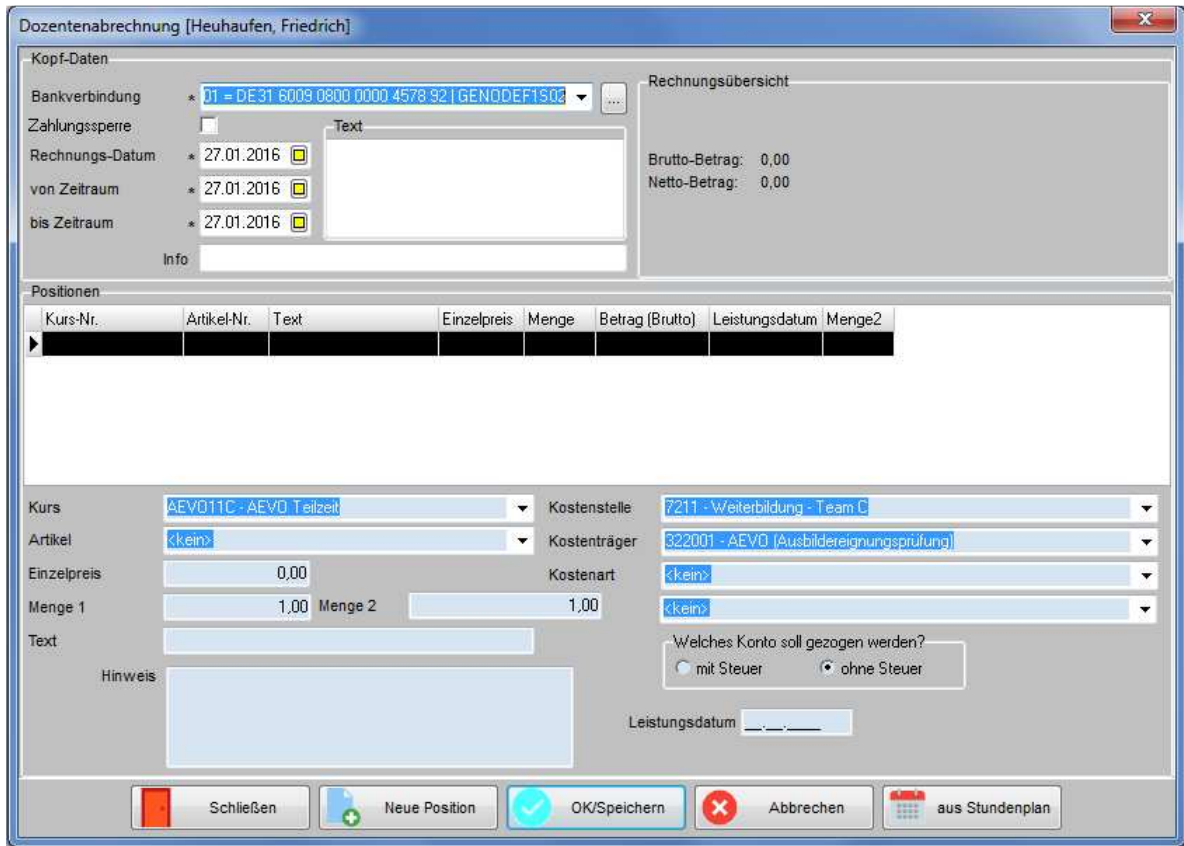 Dozentenabrechnung [Heuhaufen, Friedrich]
Kopf-Daten
Bankverbindung * 01 = DE31 6009 0800 0000 4578 92 | GENODEF1S02 ...
Zahlungssperre
Text
Rechnungs-Datum * 27.01.2016
von Zeitraum * 27.01.2016
bis Zeitraum * 27.01.2016
Info
Rechnungsübersicht
Brutto-Betrag: 0,00
Netto-Betrag: 0,00
Positionen
Kurs-Nr. Artikel-Nr. Text Einzelpreis Menge Betrag (Brutto) Leistungsdatum Menge2
Kurs AEVO11C - AEVO Teilzeit Kostenstelle 7211 - Weiterbildung - Team C
Artikel <kein> Kostenträger 322001 - AEVO (Ausbildereignungsprüfung)
Einzelpreis 0,00 Kostenart <kein>
Menge 1 1,00 Menge 2 1,00 <kein>
Text
Welches Konto soll gezogen werden?
mit Steuer ohne Steuer
Hinweis
Leistungsdatum __.__.____
Schließen Neue Position OK/Speichern Abbrechen aus Stundenplan